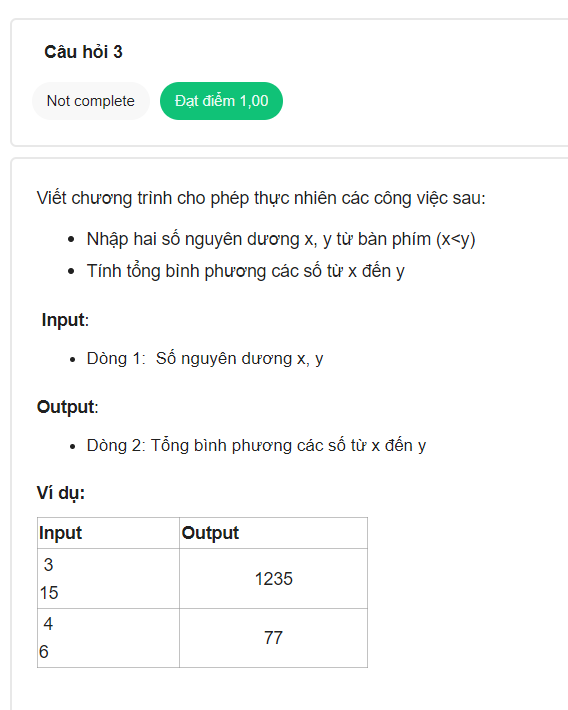 Câu hỏi 3
Not complete
Đạt điểm 1,00
Viết chương trình cho phép thực nhiên các công việc sau:
Nhập hai số nguyên dương x, y từ bàn phím (x<y)
Tính tổng bình phương các số từ x đến y
Input:
Dòng 1: Số nguyên dương x, y
Output:
Dòng 2: Tổng bình phương các số từ x đến y
Ví dụ:
Input Output
3
15
1235
4
6
77